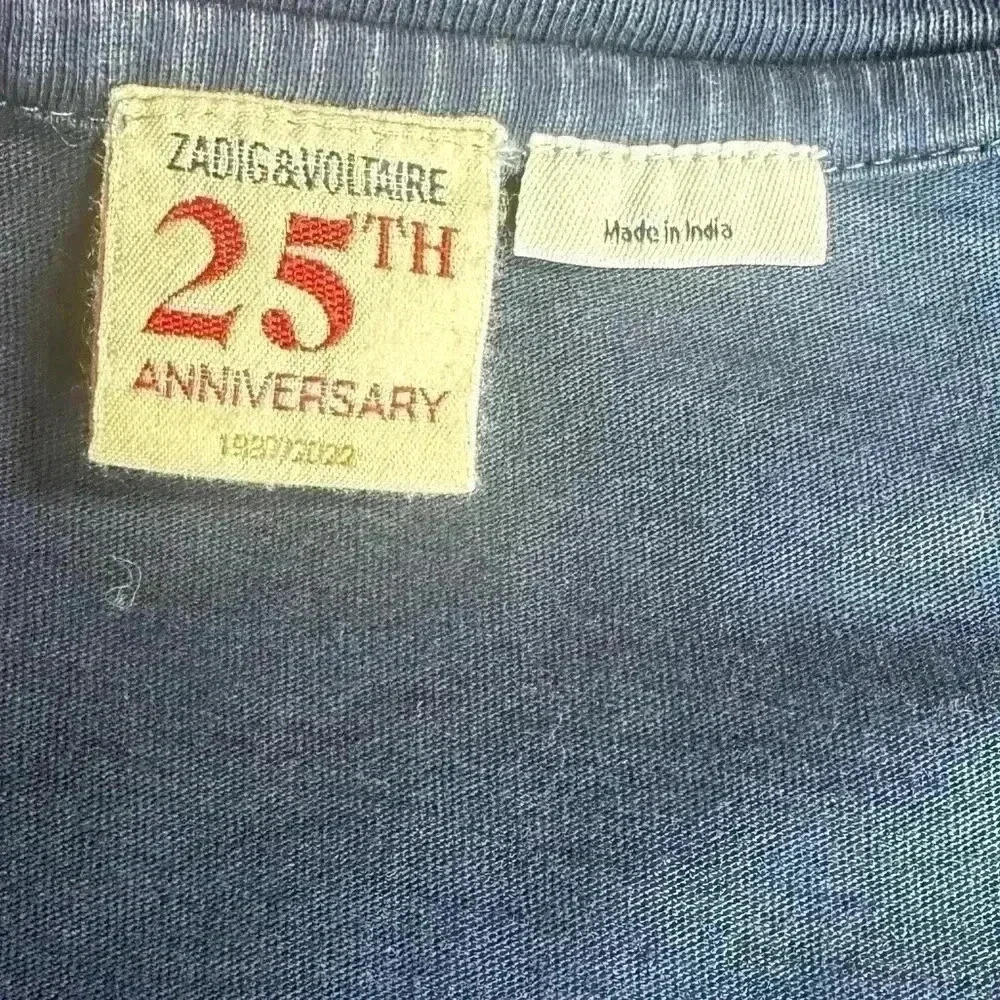 ZADIG&VOLTAIRE
25TH
ANNIVERSARY
1997/2022
Made in India